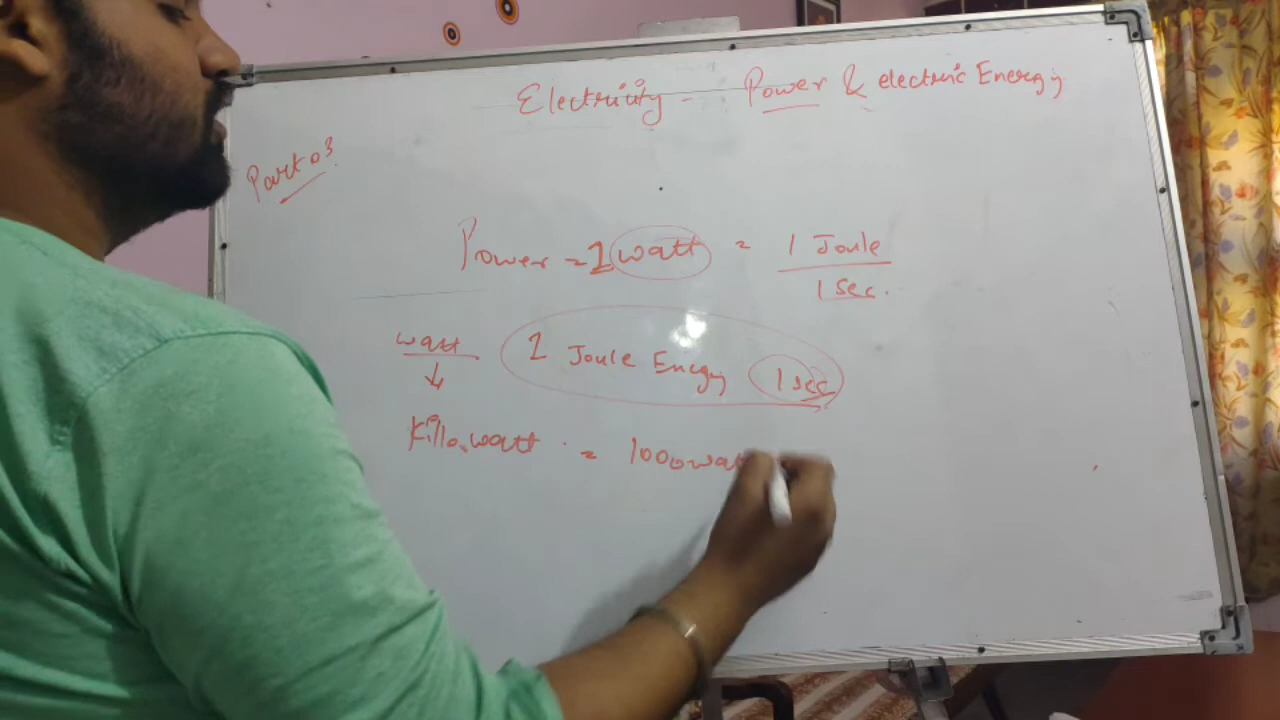 Electricity - Power & electric Energy
Part 03
Power = 1 watt = 1 Joule
1 Sec.
watt 1 Joule Energy 1 sec
Killo.watt = 1000 wat